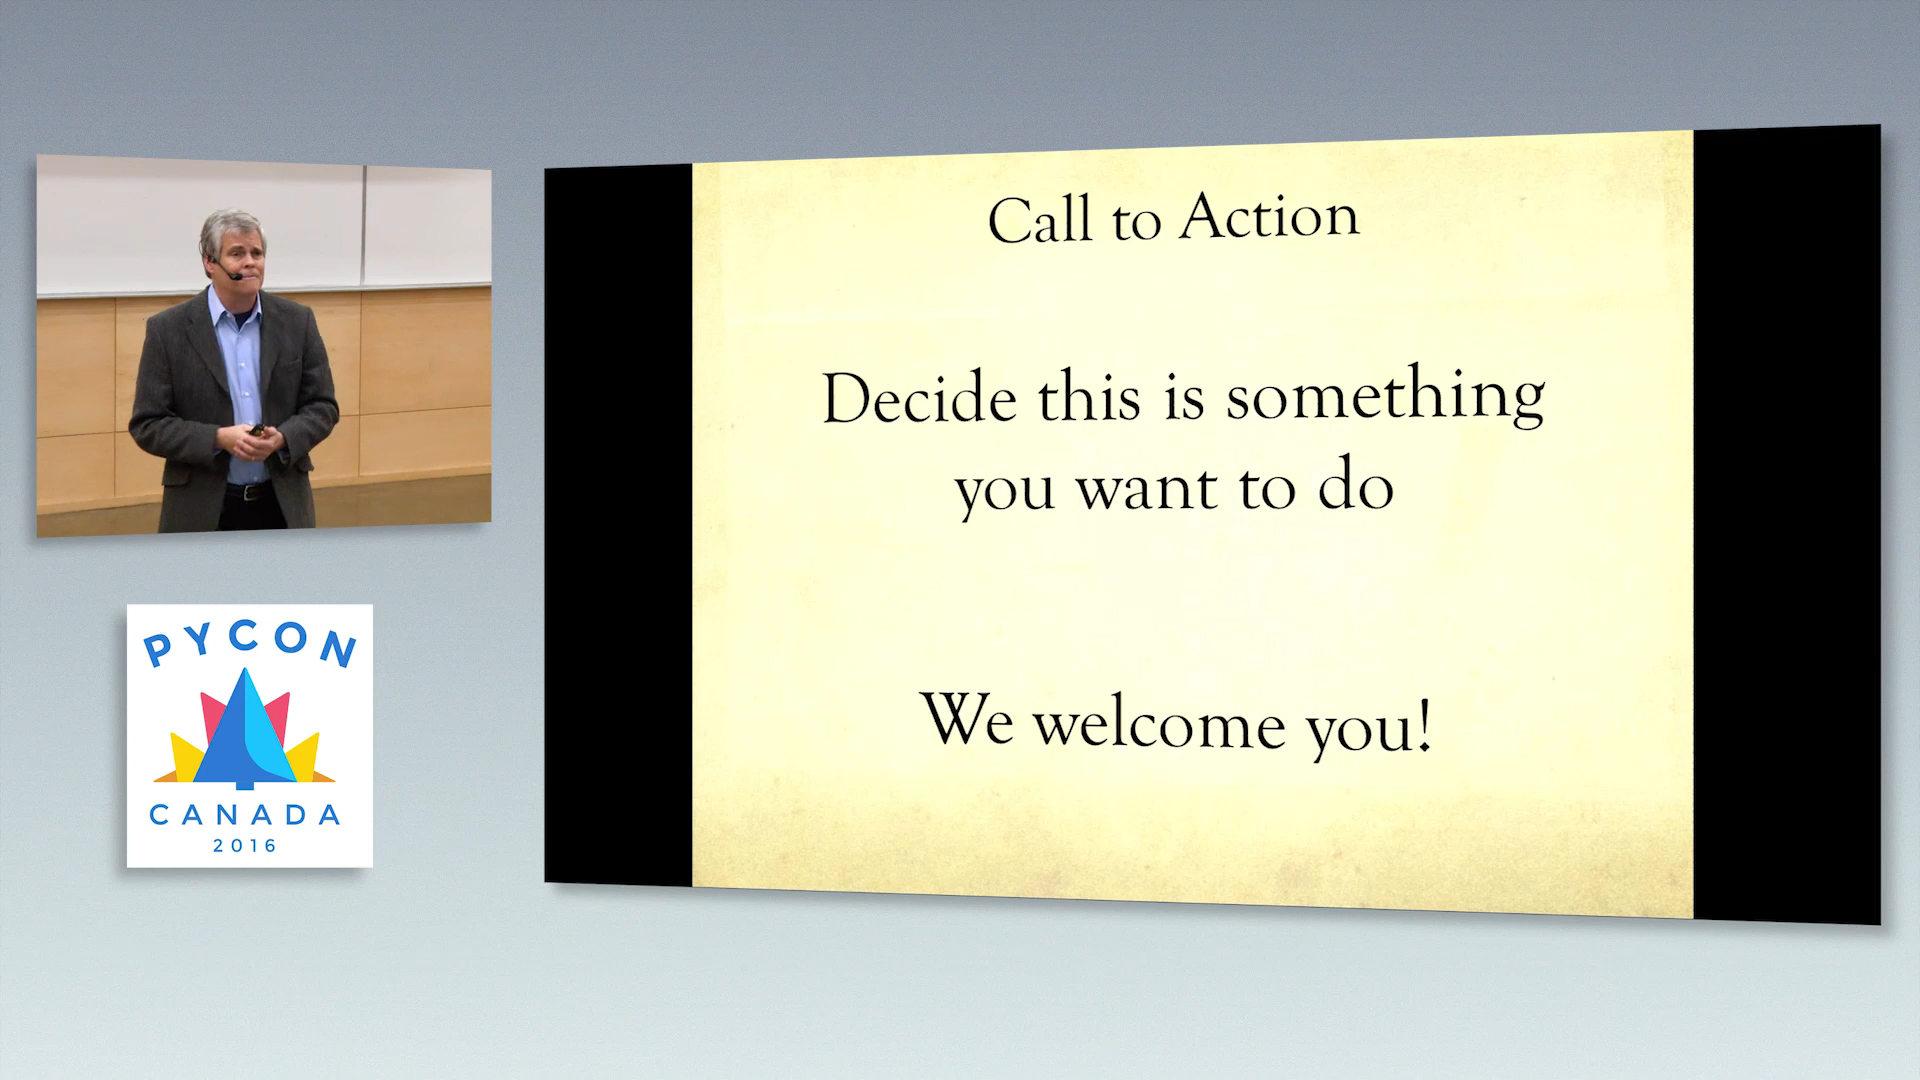 Call to Action
Decide this is something
you want to do
We welcome you!
PYCON
CANADA
2016